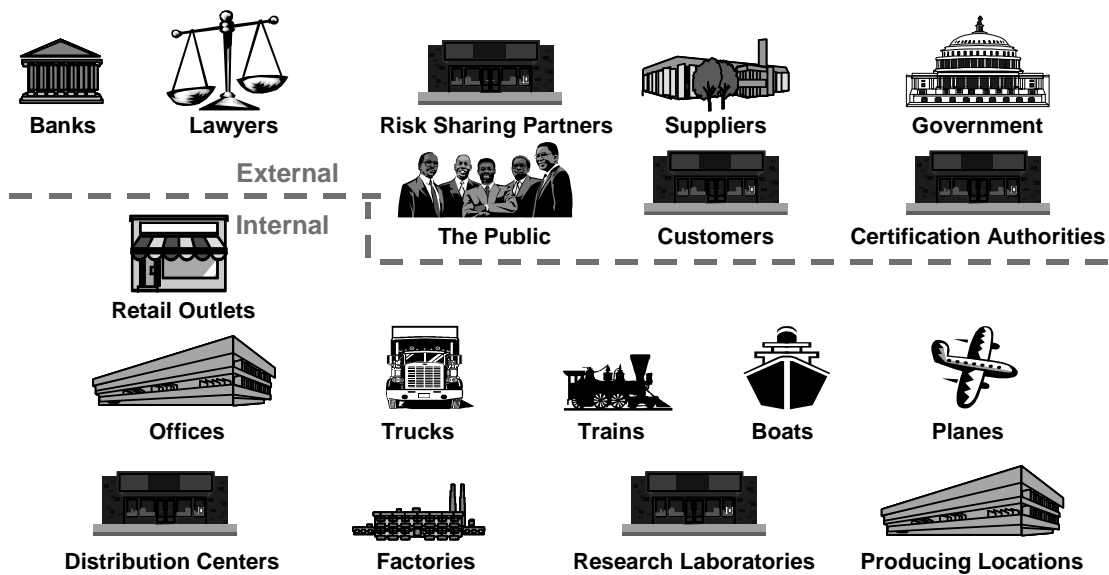 Banks
Lawyers
Risk Sharing Partners
Suppliers
Government
External
Internal
The Public
Customers
Certification Authorities
Retail Outlets
Offices
Trucks
Trains
Boats
Planes
Distribution Centers
Factories
Research Laboratories
Producing Locations